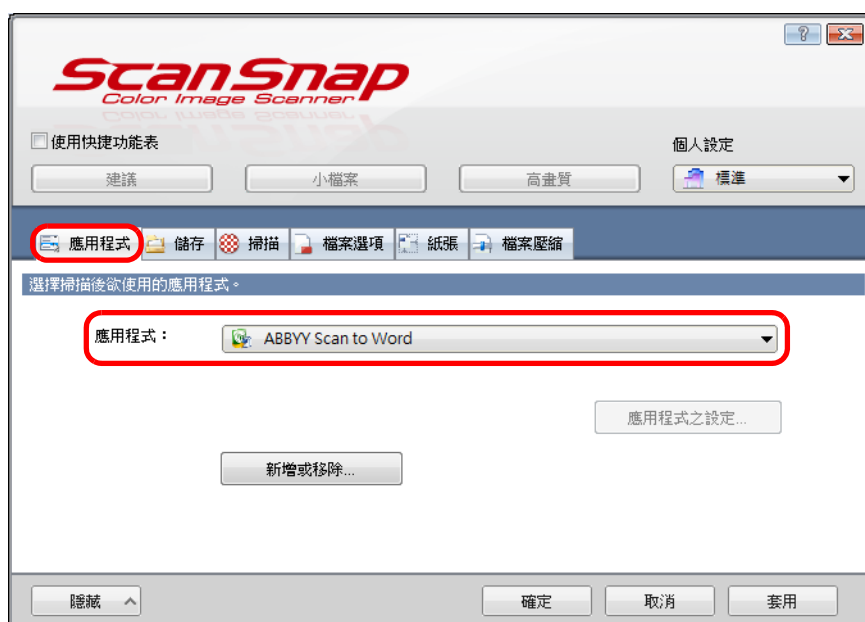 ScanSnap
Color Image Scanner
使用快捷功能表
個人設定
建議 小檔案 高畫質 標準
應用程式 儲存 掃描 檔案選項 紙張 檔案壓縮
選擇掃描後欲使用的應用程式。
應用程式： ABBYY Scan to Word
應用程式之設定...
新增或移除...
隱藏 確定 取消 套用